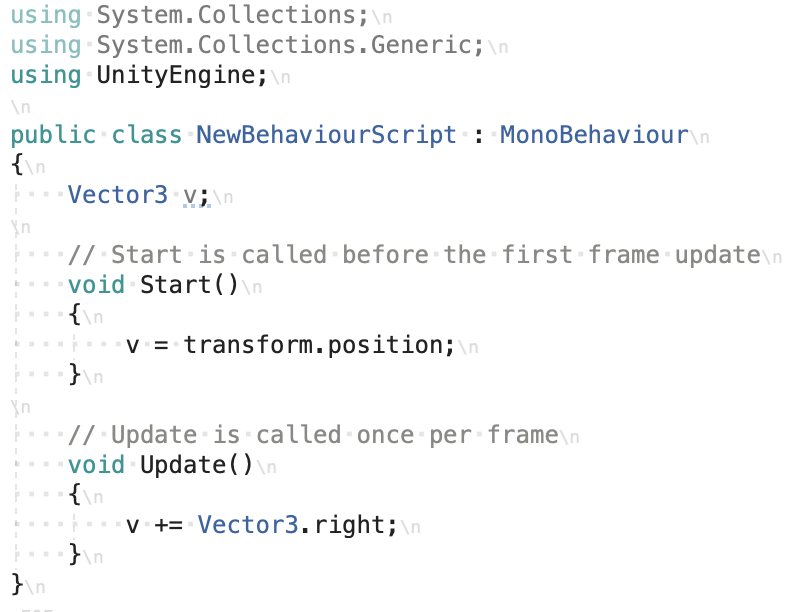 using System.Collections;\n
using System.Collections.Generic;\n
using UnityEngine;\n
\n
public class NewBehaviourScript : MonoBehaviour\n
{\n
    Vector3 v;\n
\n
    // Start is called before the first frame update\n
    void Start()\n
    {\n
        v = transform.position;\n
    }\n
\n
    // Update is called once per frame\n
    void Update()\n
    {\n
        v += Vector3.right;\n
    }\n
}\n